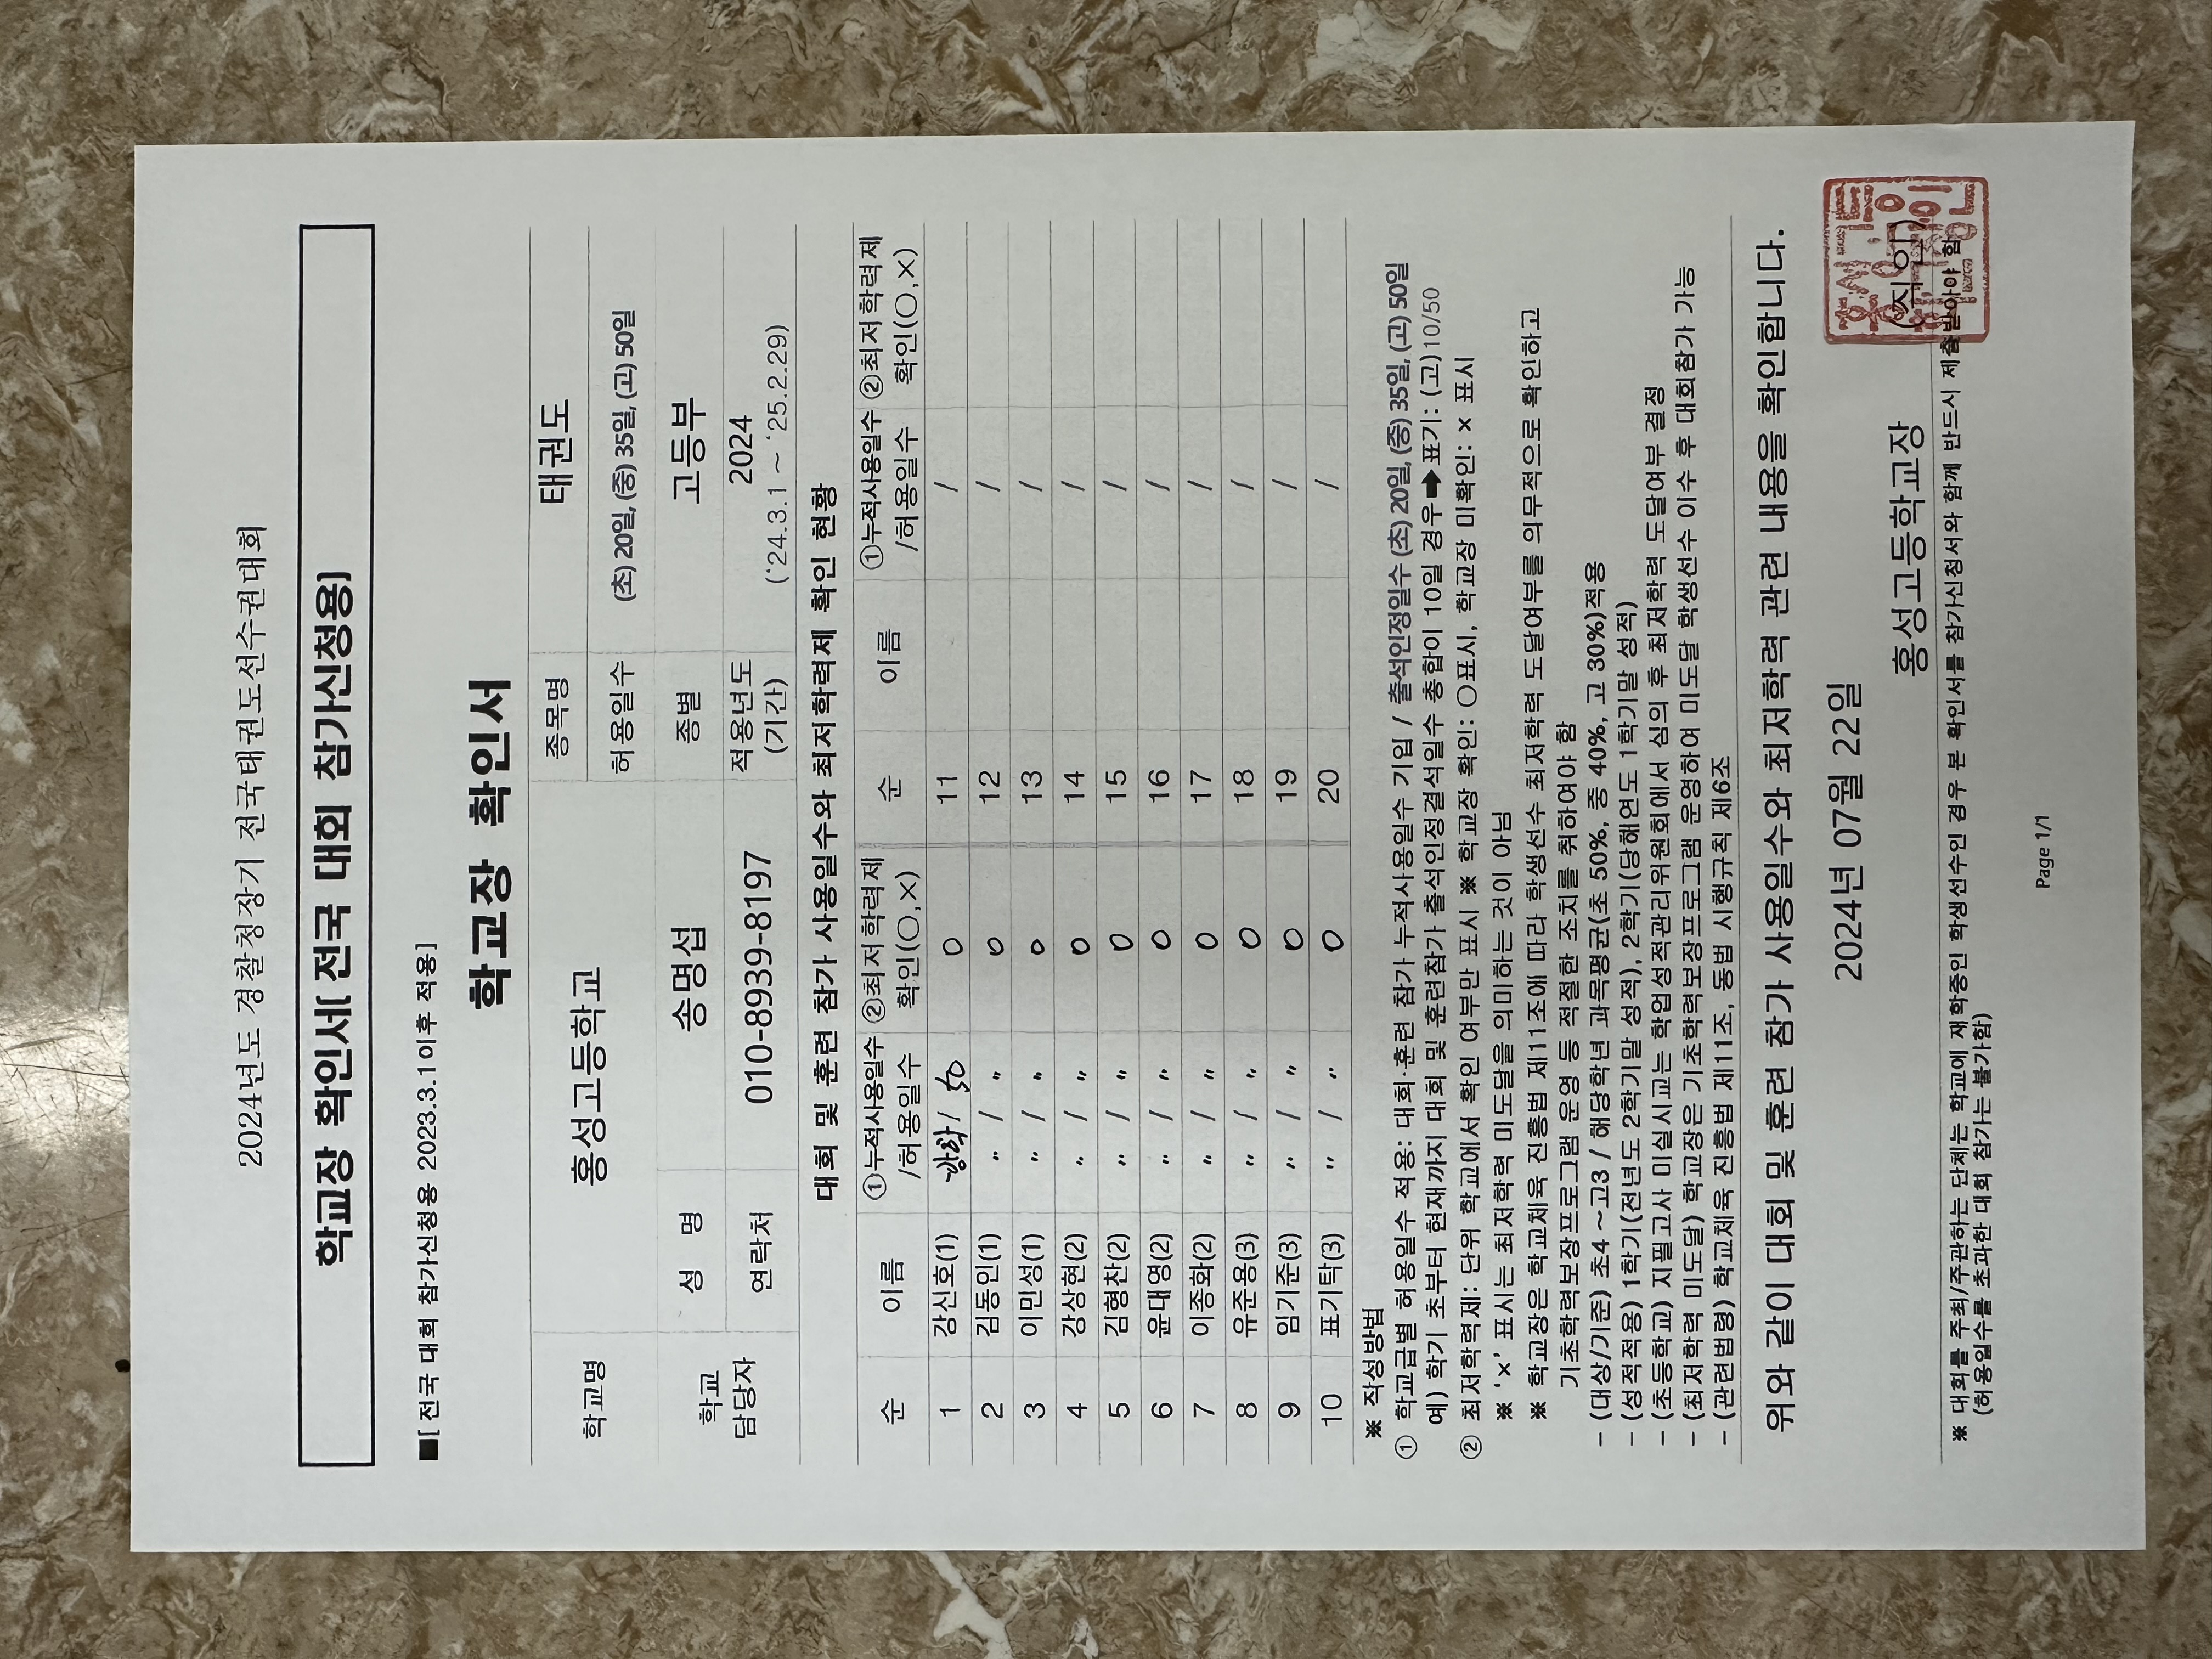 2024년도 경찰청장기 전국태권도선수권대회
학교장 확인서[ 전국 대회 참가신청용]
■[ 전국 대회 참가신청용 2023.3.1이후 적용]
학교장 확인서
학교명 홍성고등학교 종목명 태권도
허용일수 (초) 20일, (중) 35일, (고) 50일
학교 담당자 성 명 송명섭 종별 고등부
연락처 010-8939-8197 적용년도 (기간) 2024 ('24.3.1 ~ '25.2.29)
대회 및 훈련 참가 사용일수와 최저학력제 확인 현황
순 이름 ①누적사용일수 /허용일수 ②최저학력제 확인(○,×) 순 이름 ①누적사용일수 /허용일수 ②최저학력제 확인(○,×)
1 강신호(1) 방학 / 50 O 11 /
2 김동인(1) " / " O 12 /
3 이민성(1) " / " O 13 /
4 강상현(2) " / " O 14 /
5 김형찬(2) " / " O 15 /
6 윤대영(2) " / " O 16 /
7 이종화(2) " / " O 17 /
8 유준용(3) " / " O 18 /
9 임기준(3) " / " O 19 /
10 표기탁(3) " / " O 20 /
※ 작성방법
① 학교급별 허용일수 적용: 대회·훈련 참가 누적사용일수 기입 / 출석인정일수 (초) 20일, (중) 35일, (고) 50일
예) 학기 초부터 현재까지 대회 및 훈련참가 출석인정결석일수 총합이 10일 경우➡표기: (고)10/50
② 최저학력제: 단위 학교에서 확인 여부만 표시 ※ 학교장 확인: ○표시, 학교장 미확인: × 표시
※ '×' 표시는 최저학력 미도달을 의미하는 것이 아님
※ 학교장은 학교체육 진흥법 제11조에 따라 학생선수 최저학력 도달여부를 의무적으로 확인하고
기초학력보장프로그램 운영 등 적절한 조치를 취하여야 함
- (대상/기준) 초4 ~고3 / 해당학년 과목평균(초 50%, 중 40%, 고 30%)적용
- (성적적용) 1학기(전년도 2학기말 성적), 2학기(당해연도 1학기말 성적)
- (초등학교) 지필고사 미실시교는 학업성적관리위원회에서 심의 후 최저학력 도달여부 결정
- (최저학력 미도달) 학교장은 기초학력보장프로그램 운영하여 미도달 학생선수 이수 후 대회참가 가능
- (관련법령) 학교체육 진흥법 제11조, 동법 시행규칙 제6조
위와 같이 대회 및 훈련 참가 사용일수와 최저학력 관련 내용을 확인합니다.
2024년 07월 22일
홍성고등학교장 (직인)
※ 대회를 주최/주관하는 단체는 학교에 재학중인 학생선수인 경우 본 확인서를 참가신청서와 함께 반드시 제출받아야 함
(허용일수를 초과한 대회 참가는 불가함)
Page 1/1